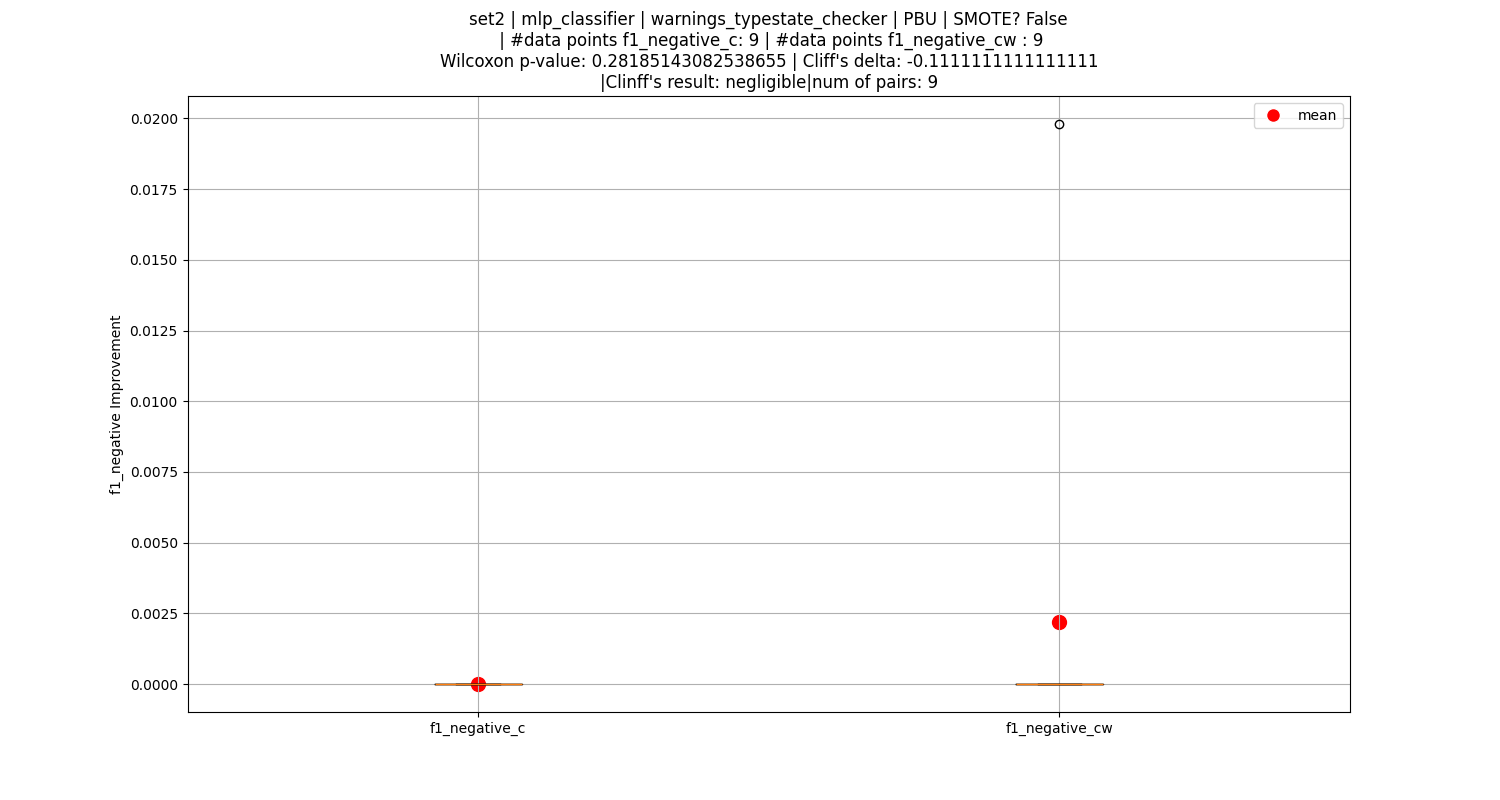 set2 | mlp_classifier | warnings_typestate_checker | PBU | SMOTE? False
| #data points f1_negative_c: 9 | #data points f1_negative_cw : 9
Wilcoxon p-value: 0.28185143082538655 | Cliff's delta: -0.1111111111111111
|Clinff's result: negligible|num of pairs: 9
mean
0.0200
0.0175
0.0150
0.0125
0.0100
0.0075
0.0050
0.0025
0.0000
f1_negative Improvement
f1_negative_c
f1_negative_cw